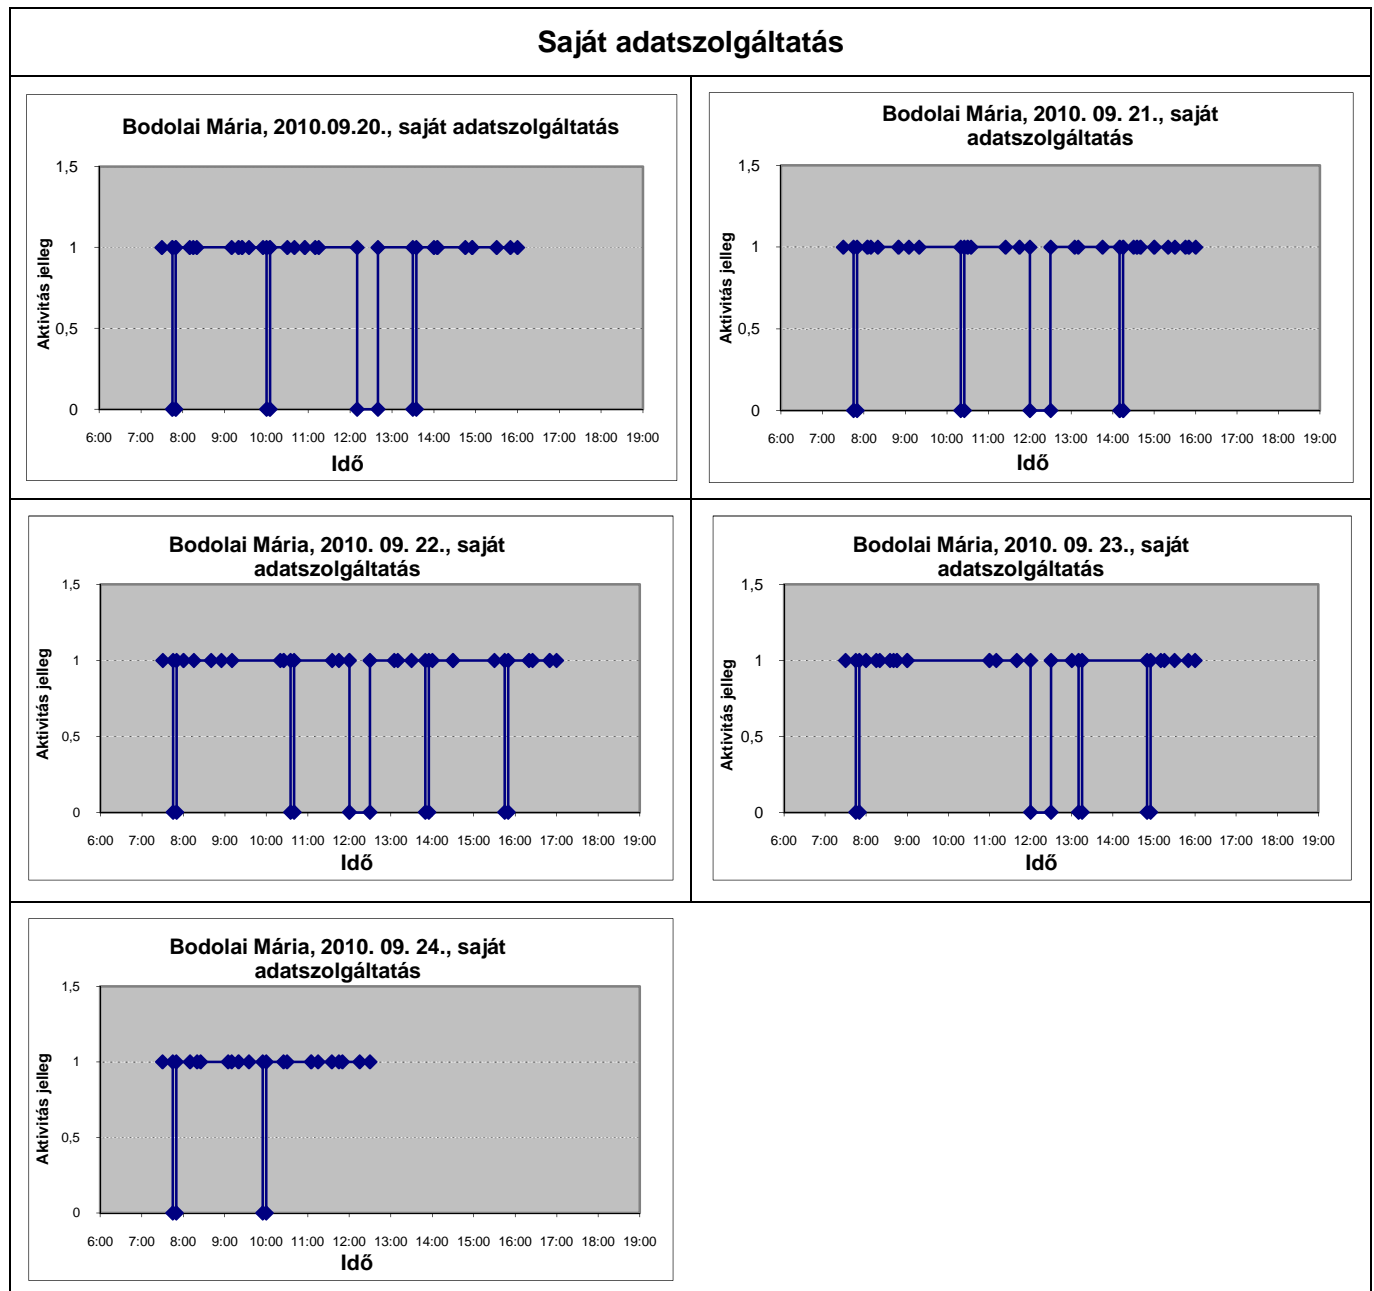 Saját adatszolgáltatás
Bodolai Mária, 2010.09.20., saját adatszolgáltatás
Aktivitás jelleg
1,5
1
0,5
0
6:00 7:00 8:00 9:00 10:00 11:00 12:00 13:00 14:00 15:00 16:00 17:00 18:00 19:00
Idő
Bodolai Mária, 2010. 09. 21., saját
adatszolgáltatás
Aktivitás jelleg
1,5
1
0,5
0
6:00 7:00 8:00 9:00 10:00 11:00 12:00 13:00 14:00 15:00 16:00 17:00 18:00 19:00
Idő
Bodolai Mária, 2010. 09. 22., saját
adatszolgáltatás
Aktivitás jelleg
1,5
1
0,5
0
6:00 7:00 8:00 9:00 10:00 11:00 12:00 13:00 14:00 15:00 16:00 17:00 18:00 19:00
Idő
Bodolai Mária, 2010. 09. 23., saját
adatszolgáltatás
Aktivitás jelleg
1,5
1
0,5
0
6:00 7:00 8:00 9:00 10:00 11:00 12:00 13:00 14:00 15:00 16:00 17:00 18:00 19:00
Idő
Bodolai Mária, 2010. 09. 24., saját
adatszolgáltatás
Aktivitás jelleg
1,5
1
0,5
0
6:00 7:00 8:00 9:00 10:00 11:00 12:00 13:00 14:00 15:00 16:00 17:00 18:00 19:00
Idő